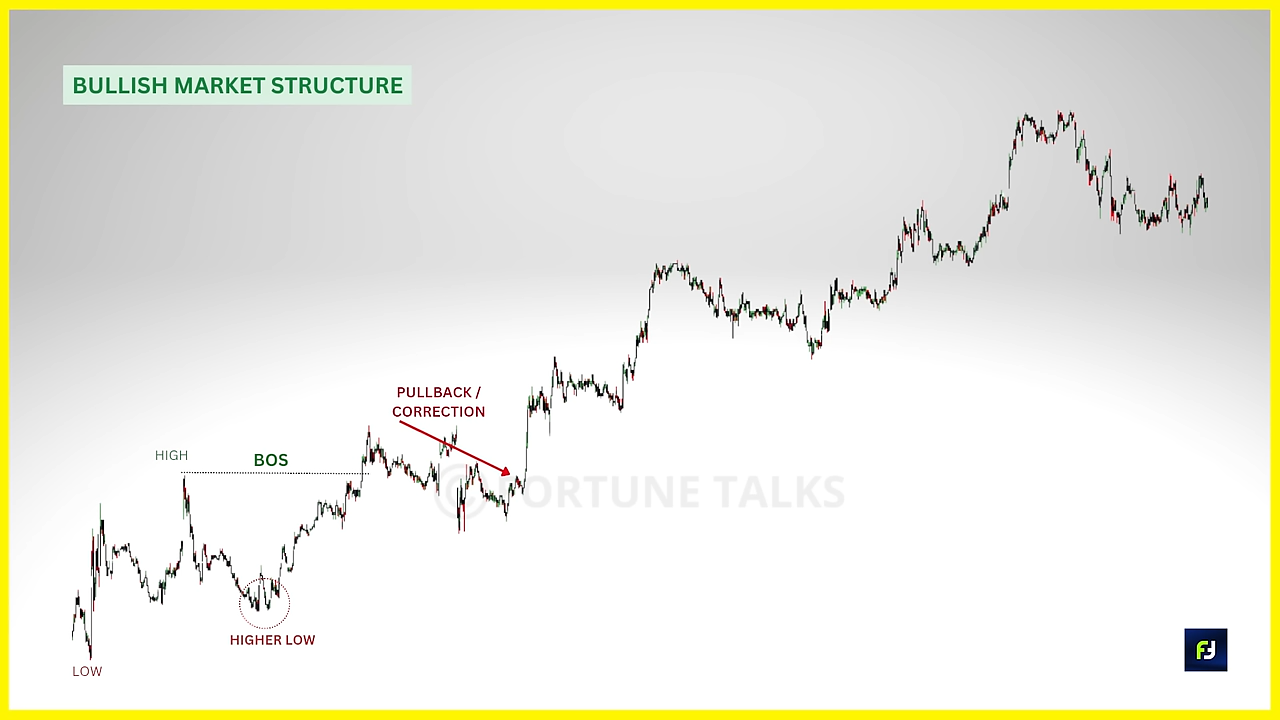 BULLISH MARKET STRUCTURE
PULLBACK /
CORRECTION
HIGH
BOS
© FORTUNE TALKS
HIGHER LOW
LOW